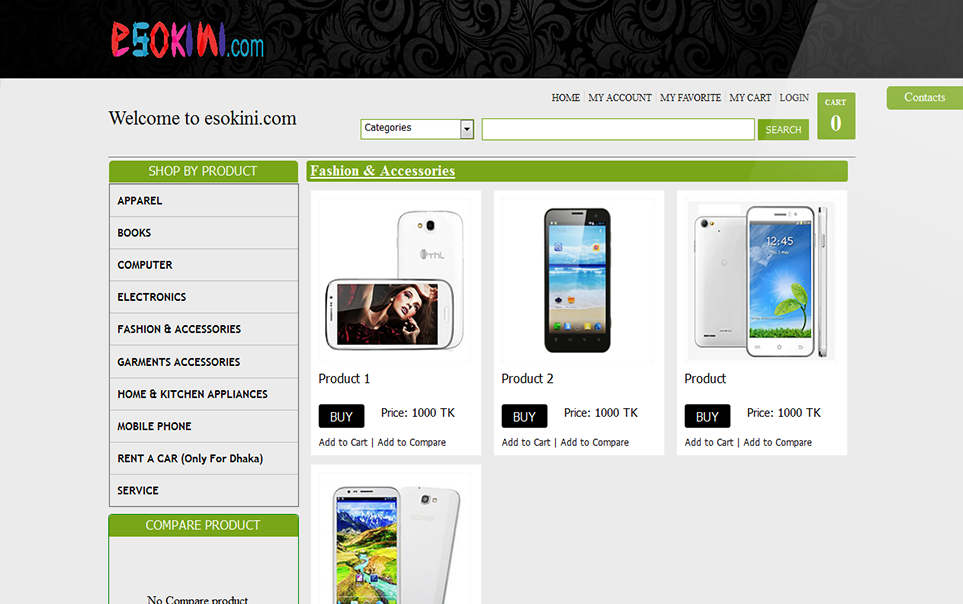 esokini.com
HOME MY ACCOUNT MY FAVORITE MY CART LOGIN
CART
0
Contacts
Welcome to esokini.com
Categories
SEARCH
SHOP BY PRODUCT
APPAREL
BOOKS
COMPUTER
ELECTRONICS
FASHION & ACCESSORIES
GARMENTS ACCESSORIES
HOME & KITCHEN APPLIANCES
MOBILE PHONE
RENT A CAR (Only For Dhaka)
SERVICE
COMPARE PRODUCT
No Compare product
Fashion & Accessories
THL
Product 1
BUY Price: 1000 TK
Add to Cart | Add to Compare
Product 2
BUY Price: 1000 TK
Add to Cart | Add to Compare
12:45
Product
BUY Price: 1000 TK
Add to Cart | Add to Compare